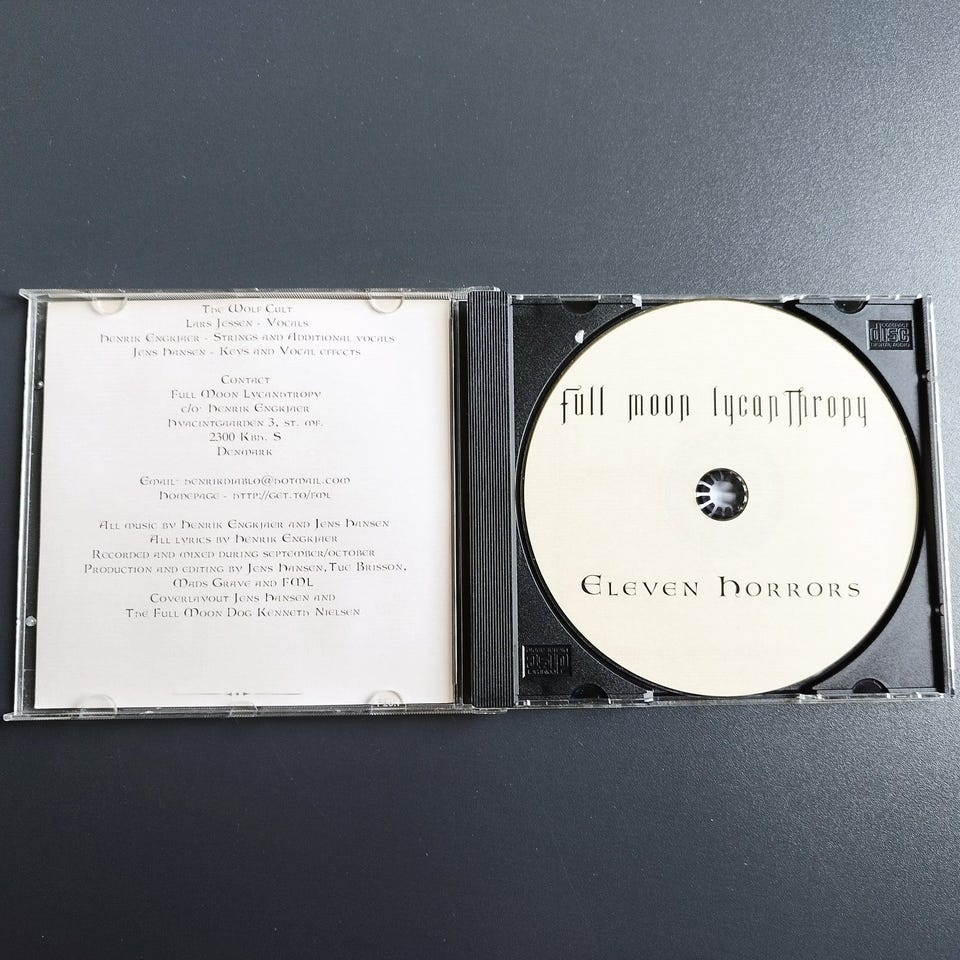 The Wolf Cult
Lars Jessen - Vocals
Henrik Engkjaer - Strings and Additional vocals
Jens Hansen - Keys and Vocal effects
Contact
Full Moon Lycanthropy
c/o: Henrik Engkjaer
Hyacintgaarden 3, st. mf.
2300 Kbh. S
Denmark
Email: henrikdiablo@hotmail.com
Homepage - http://get.to/fml
All music by Henrik Engkjaer and Jens Hansen
All lyrics by Henrik Engkjaer
Recorded and mixed during september/october
Production and editing by Jens Hansen, Tue Brisson,
Mads Grave and FML
Coverlayout Jens Hansen and
The Full Moon Dog Kenneth Nielsen
full moon lycanThropy
Eleven Horrors
COMPACT
disc
DIGITAL AUDIO